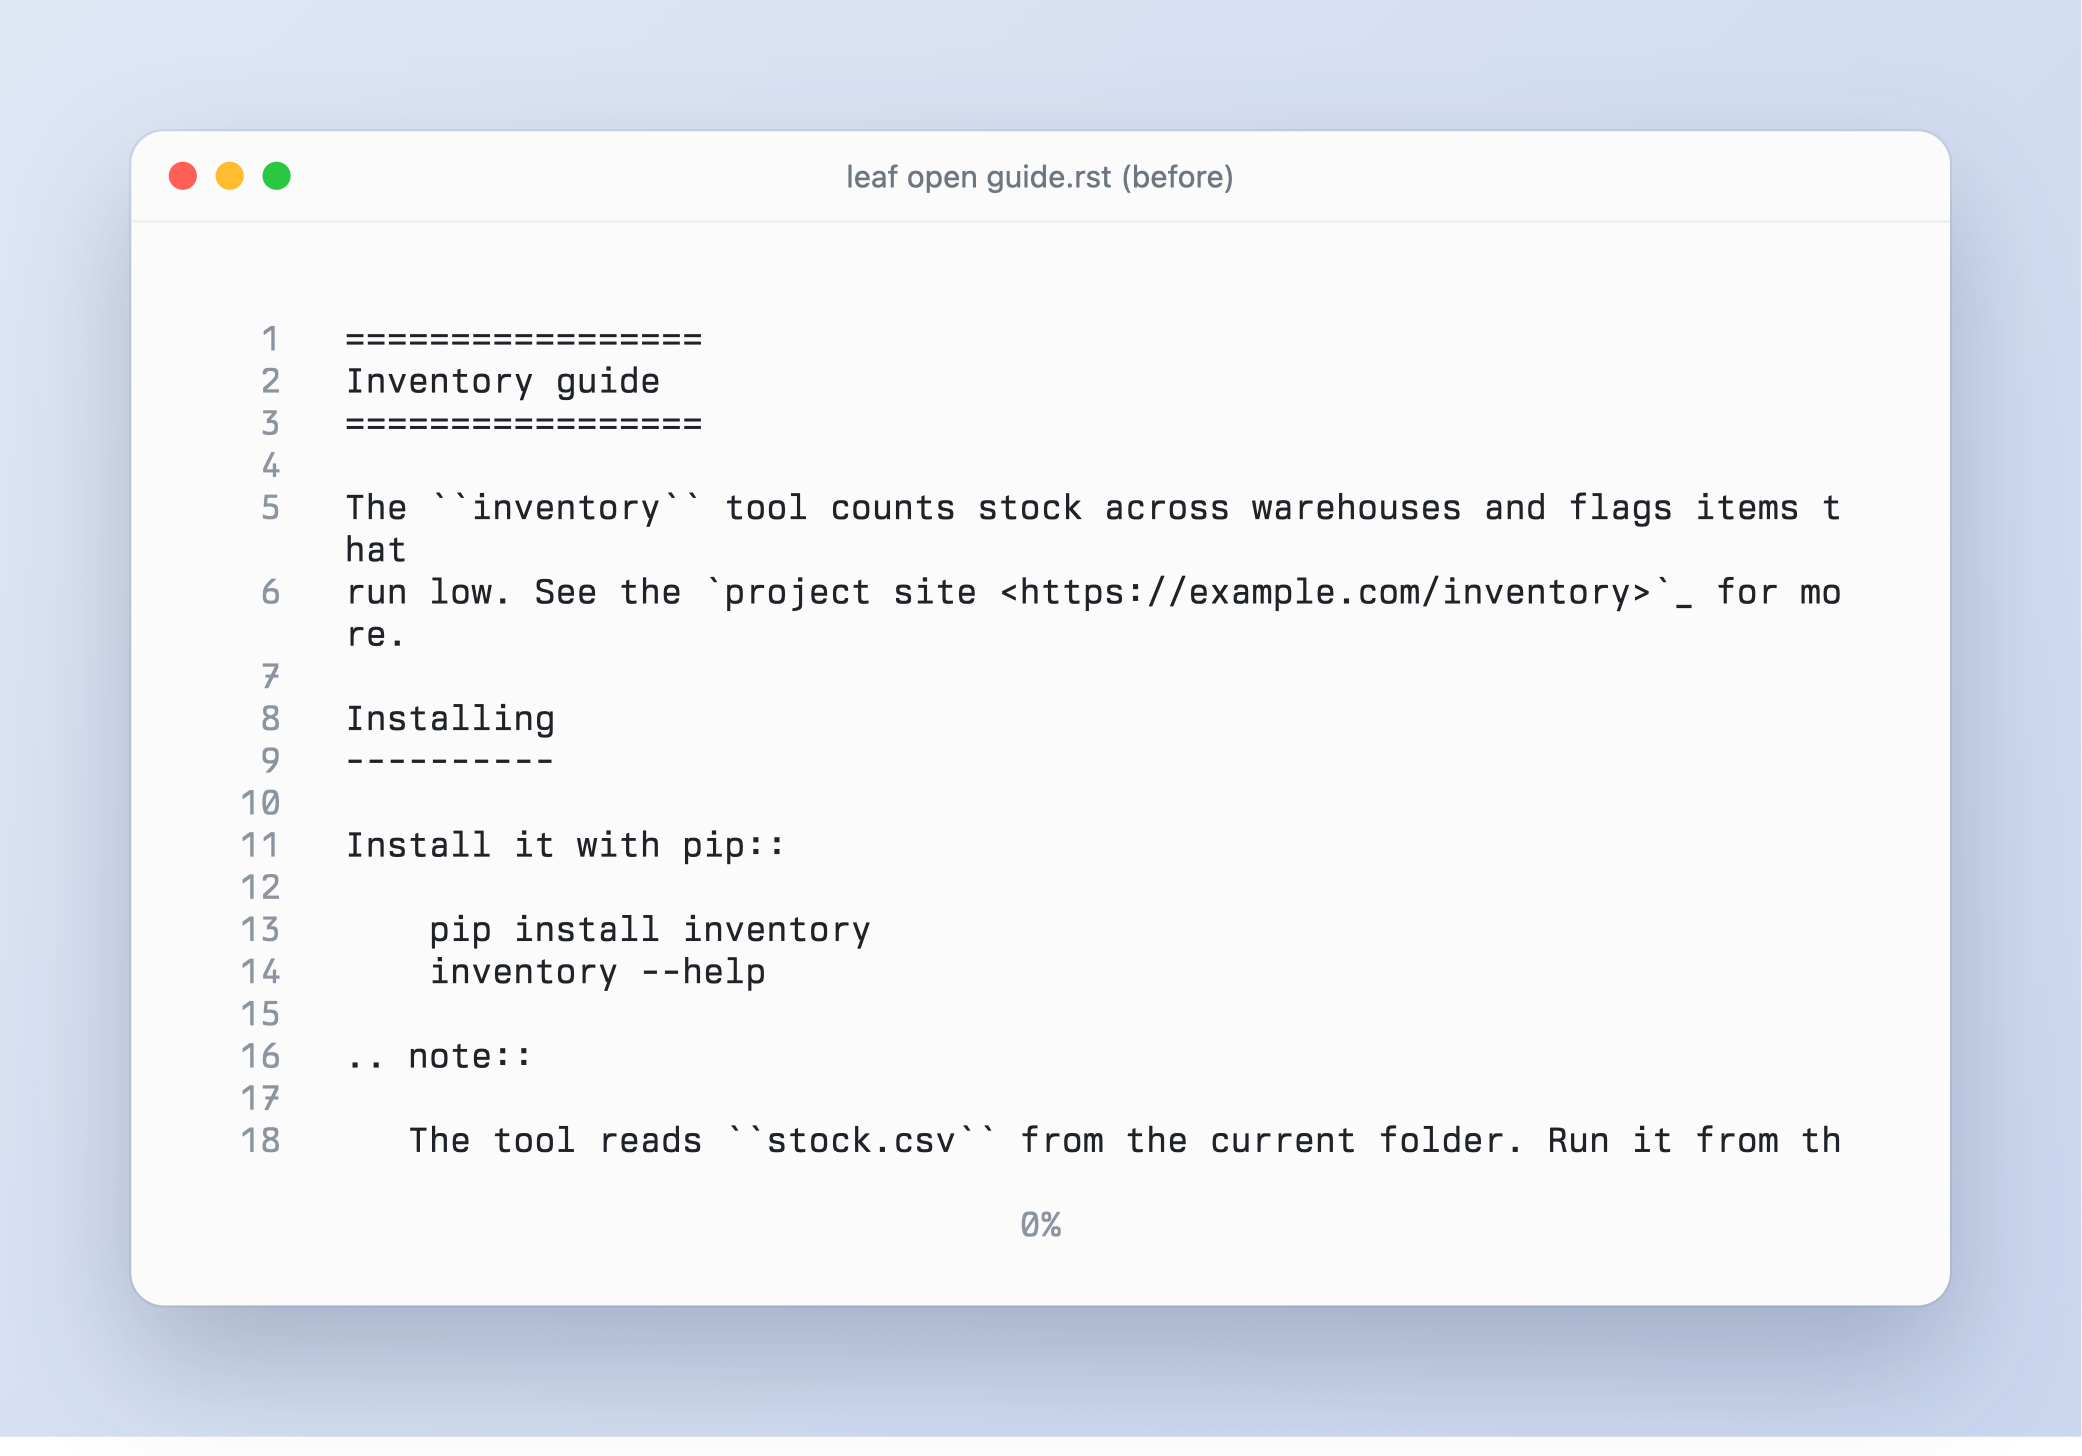 leaf open guide.rst (before)
1 =================
2 Inventory guide
3 =================
4
5 The ``inventory`` tool counts stock across warehouses and flags items t
hat
6 run low. See the `project site <https://example.com/inventory>`_ for mo
re.
7
8 Installing
9 ----------
10
11 Install it with pip::
12
13     pip install inventory
14     inventory --help
15
16 .. note::
17
18    The tool reads ``stock.csv`` from the current folder. Run it from th
0%